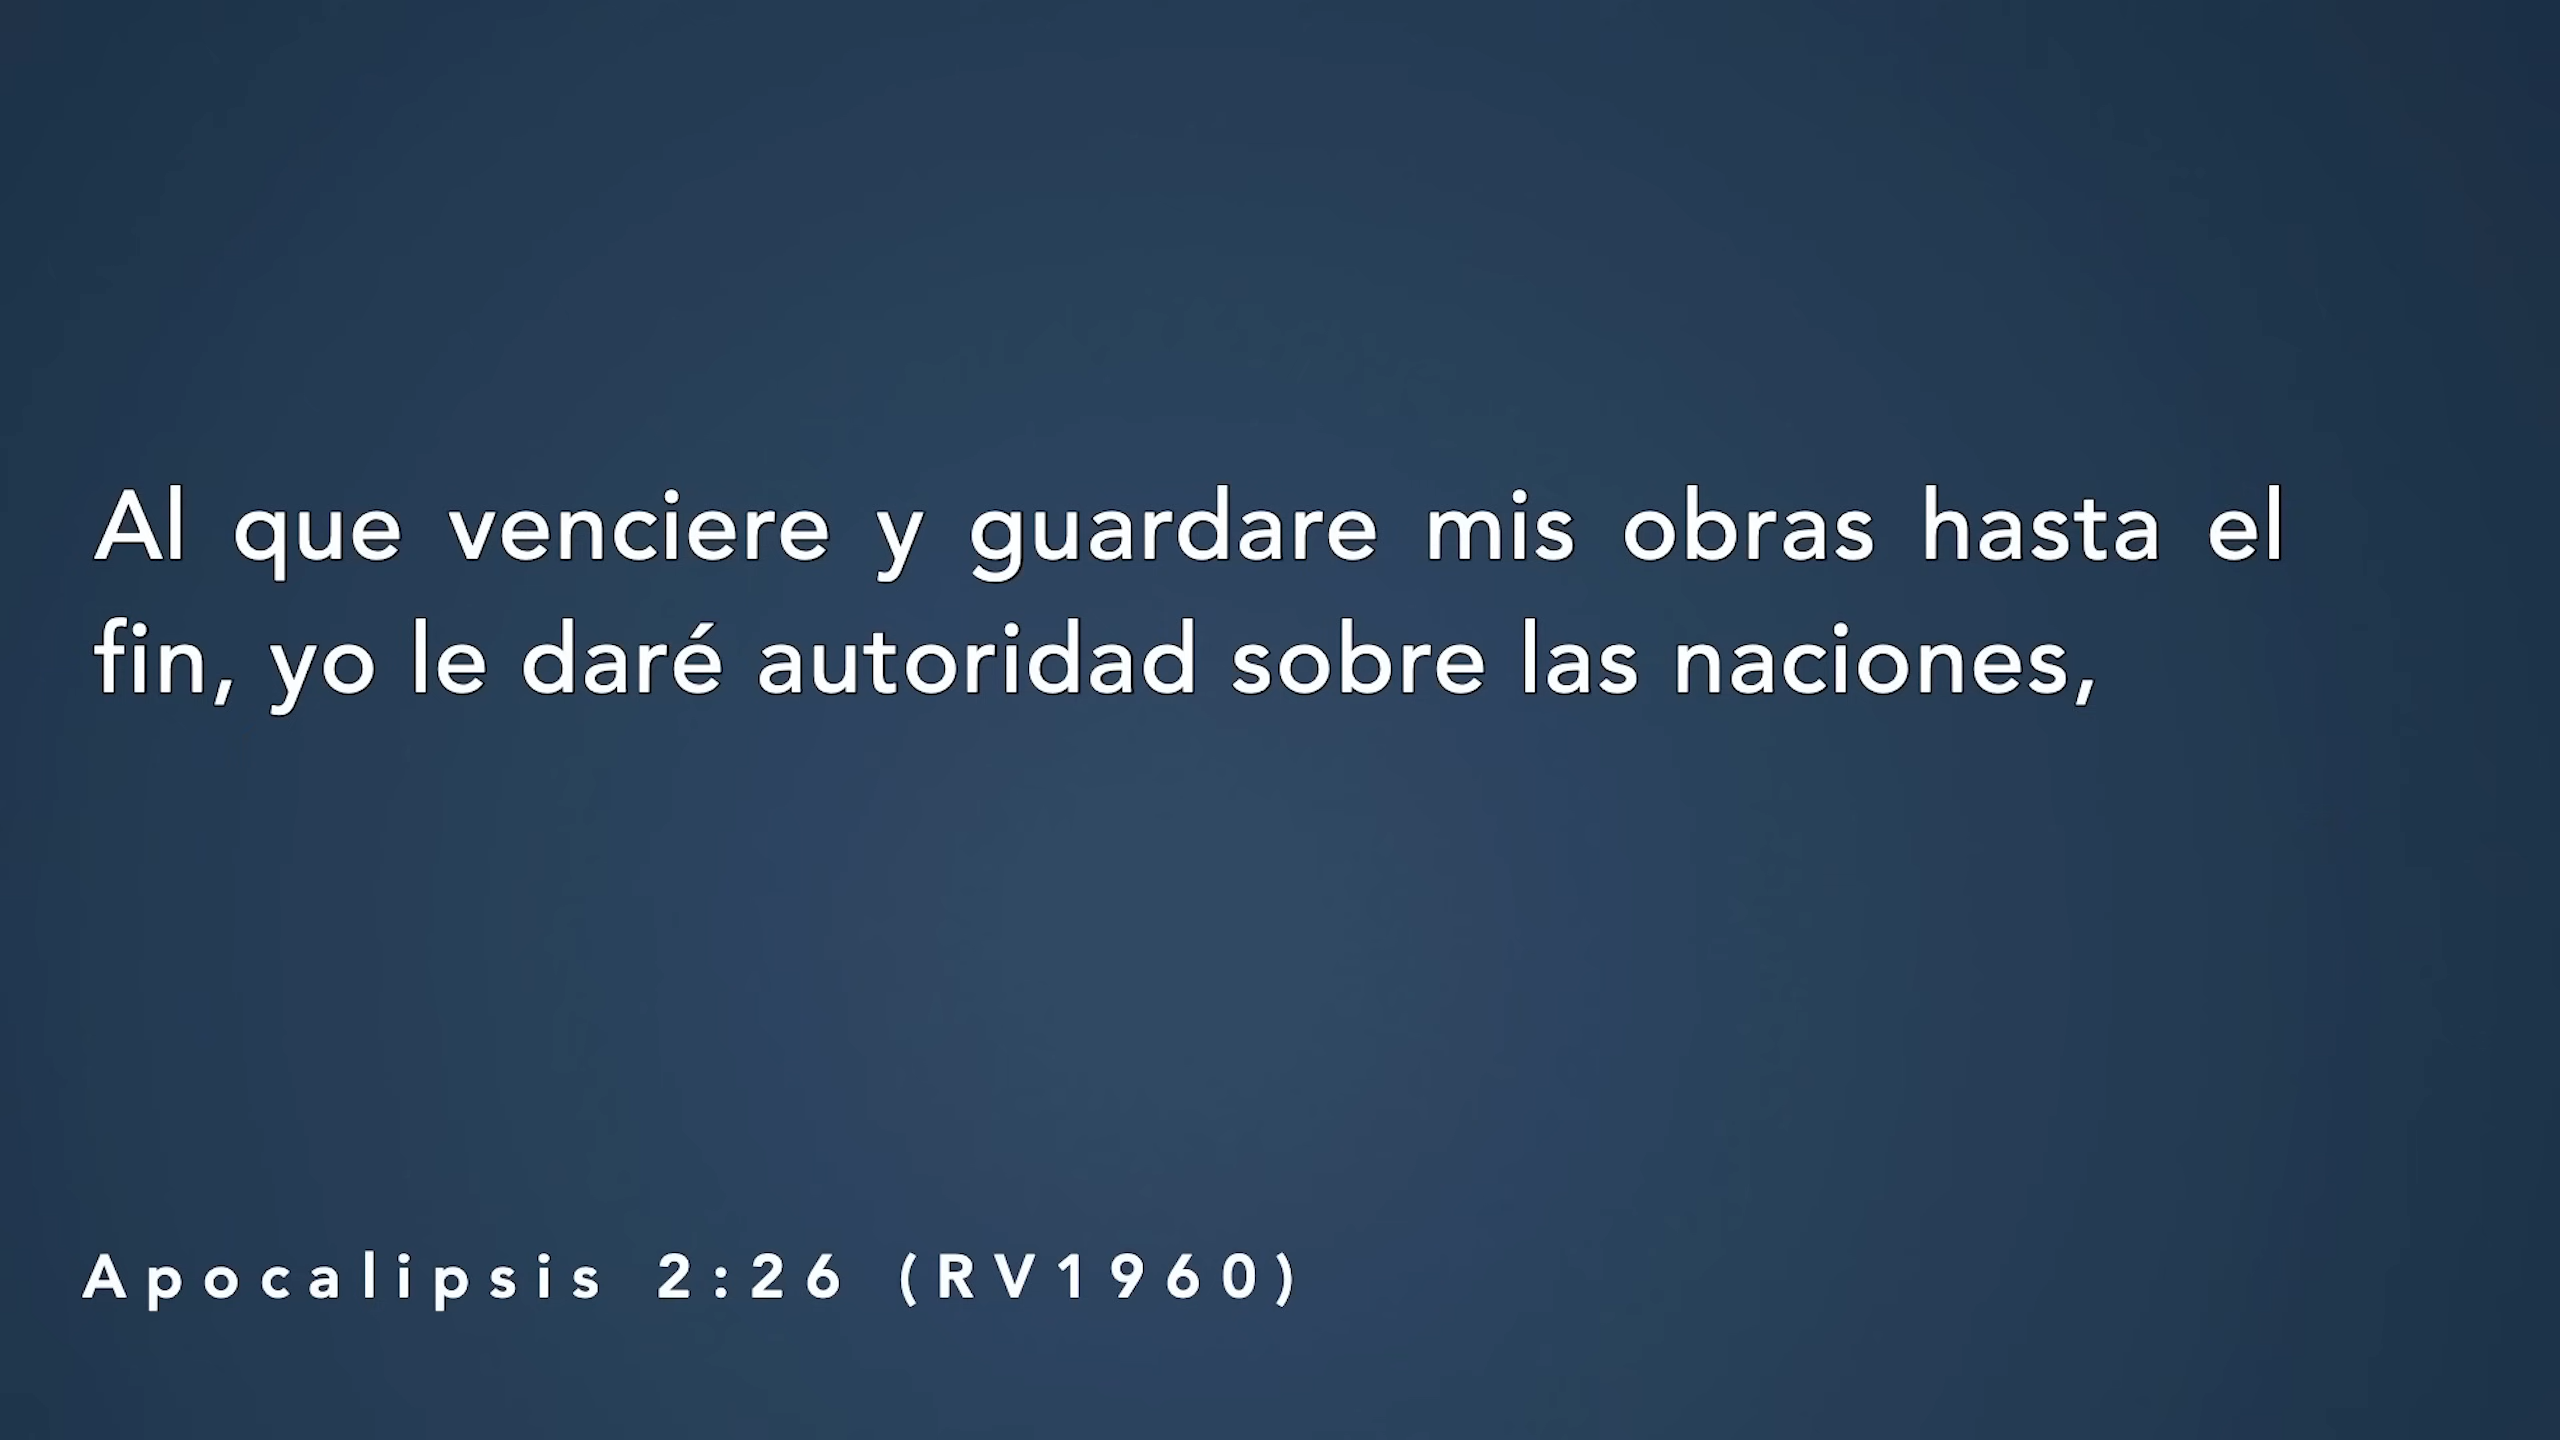 Al que venciere y guardare mis obras hasta el
fin, yo le daré autoridad sobre las naciones,
Apocalipsis 2:26 (RV1960)